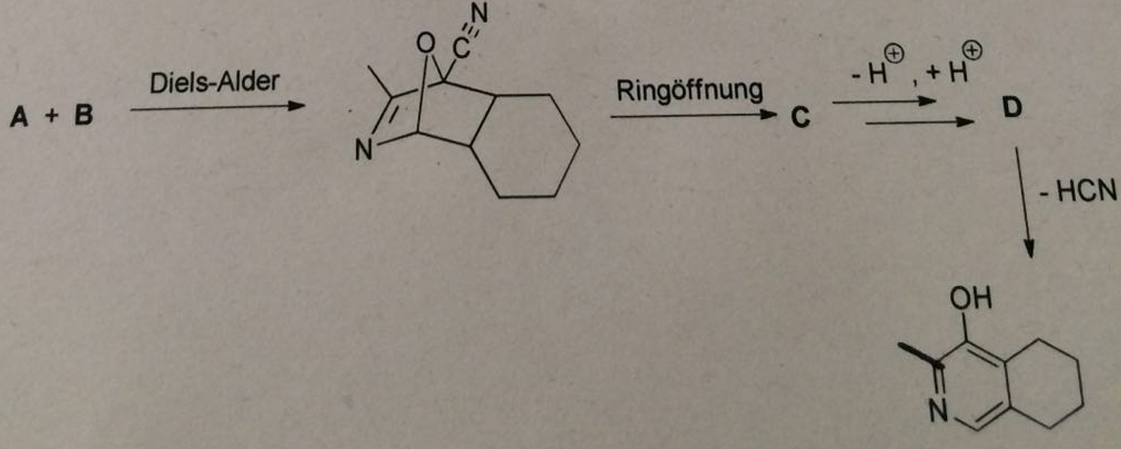 N
O C
A + B Diels-Alder N Ringöffnung C - H⊕, + H⊕ D
- HCN
OH
N